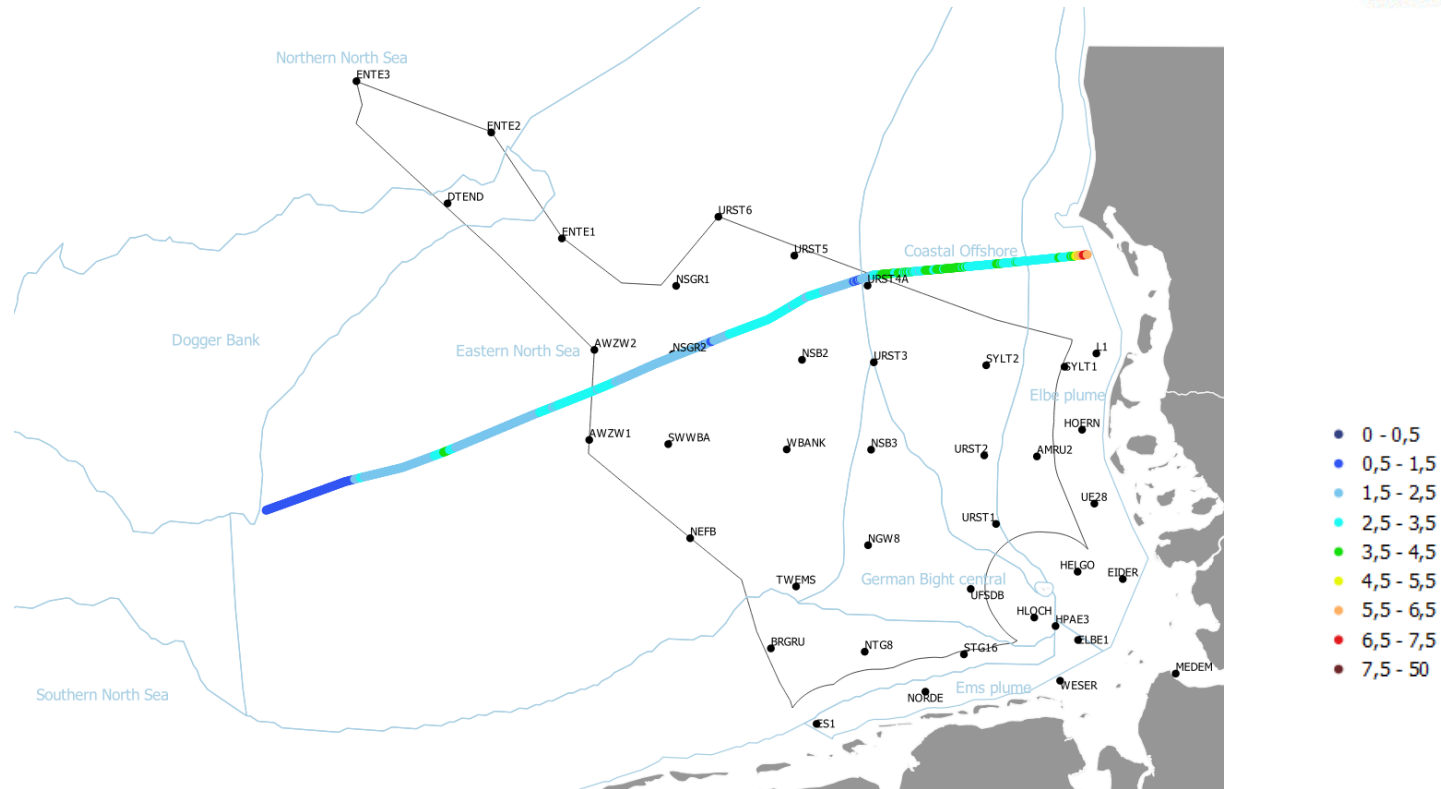 Northern North Sea
ENTE3
ENTE2
DTEND
URST6
ENTE1
URST5
Coastal Offshore
NSGR1
URST4A
Dogger Bank
Eastern North Sea
AWZW2
NSGR2
NSB2
URST3
SYLT2
L1
SYLT1
Elbe plume
HOERN
AWZW1
SWWBA
WBANK
NSB3
URST2
AMRU2
UE28
URST1
NEFB
NGW8
HELGO
EIDER
TWEMS
German Bight central
UFSDB
HLOCH
HPAE3
ELBE1
BRGRU
NTG8
STG16
MEDEM
Southern North Sea
Ems plume
WESER
NORDE
ES1
0 - 0,5
0,5 - 1,5
1,5 - 2,5
2,5 - 3,5
3,5 - 4,5
4,5 - 5,5
5,5 - 6,5
6,5 - 7,5
7,5 - 50